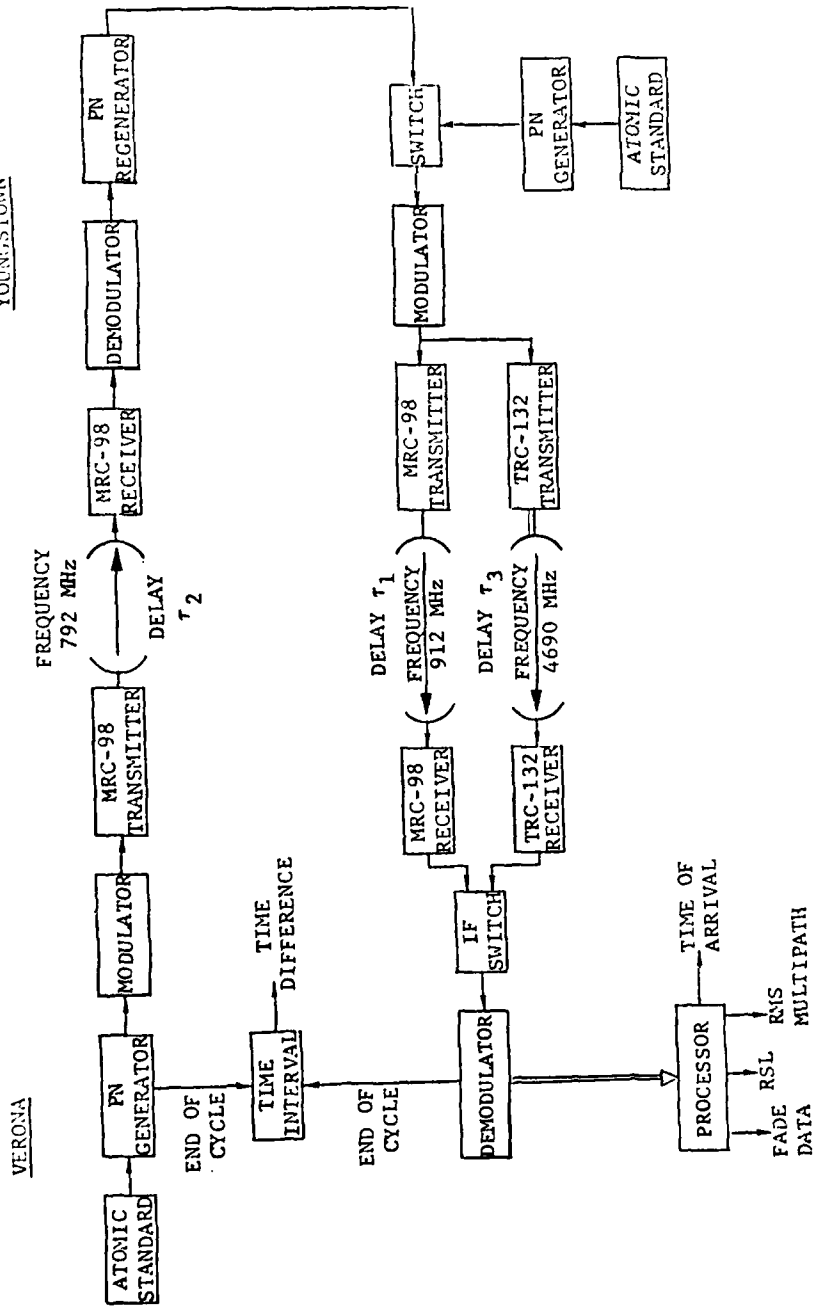 VERONA
YOUNGSTOWN
ATOMIC
STANDARD
PN
GENERATOR
MODULATOR
MRC-98
TRANSMITTER
FREQUENCY
792 MHz
DELAY
τ2
MRC-98
RECEIVER
DEMODULATOR
PN
REGENERATOR
END OF
CYCLE
TIME
INTERVAL
TIME
DIFFERENCE
END OF
CYCLE
DEMODULATOR
IF
SWITCH
MRC-98
RECEIVER
DELAY τ1
FREQUENCY
912 MHz
MRC-98
TRANSMITTER
TRC-132
RECEIVER
DELAY τ3
FREQUENCY
4690 MHz
TRC-132
TRANSMITTER
MODULATOR
SWITCH
PN
GENERATOR
ATOMIC
STANDARD
PROCESSOR
TIME OF
ARRIVAL
FADE
DATA
RSL
RMS
MULTIPATH